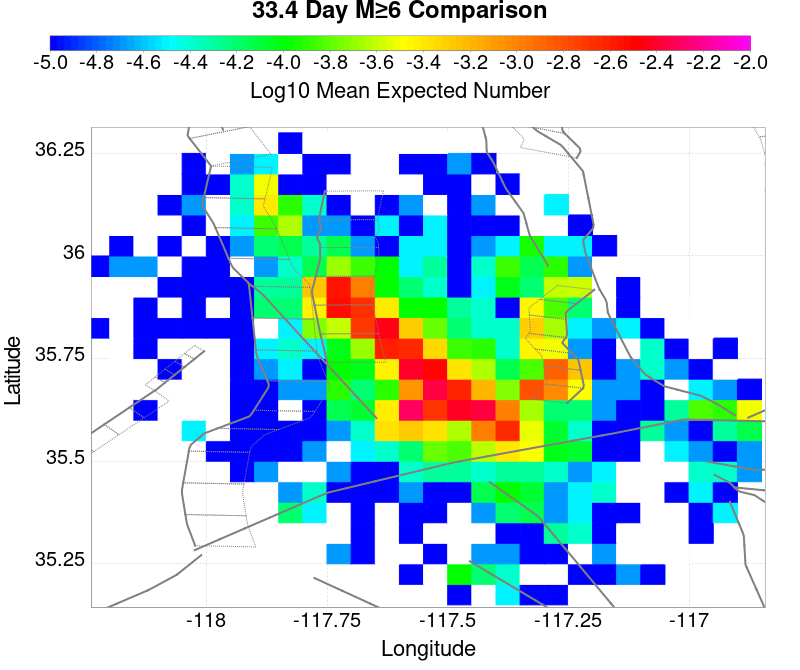 33.4 Day M≥6 Comparison
-5.0 -4.8 -4.6 -4.4 -4.2 -4.0 -3.8 -3.6 -3.4 -3.2 -3.0 -2.8 -2.6 -2.4 -2.2 -2.0
Log10 Mean Expected Number
36.25
36
35.75
35.5
35.25
Latitude
-118 -117.75 -117.5 -117.25 -117
Longitude